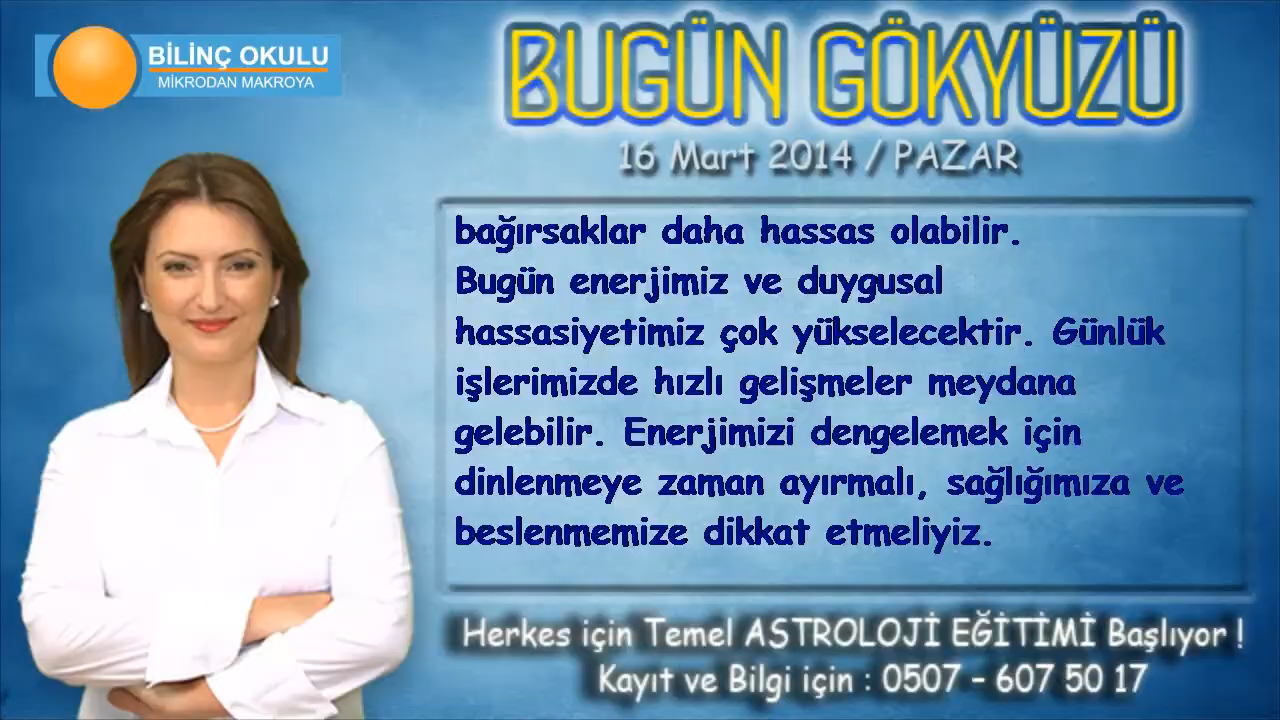 BİLİNÇ OKULU
MİKRODAN MAKROYA
BUGÜN GÖKYÜZÜ
16 Mart 2014 / PAZAR
bağırsaklar daha hassas olabilir.
Bugün enerjimiz ve duygusal
hassasiyetimiz çok yükselecektir. Günlük
işlerimizde hızlı gelişmeler meydana
gelebilir. Enerjimizi dengelemek için
dinlenmeye zaman ayırmalı, sağlığımıza ve
beslenmemize dikkat etmeliyiz.
Herkes için Temel ASTROLOJİ EĞİTİMİ Başlıyor !
Kayıt ve Bilgi için : 0507 - 607 50 17